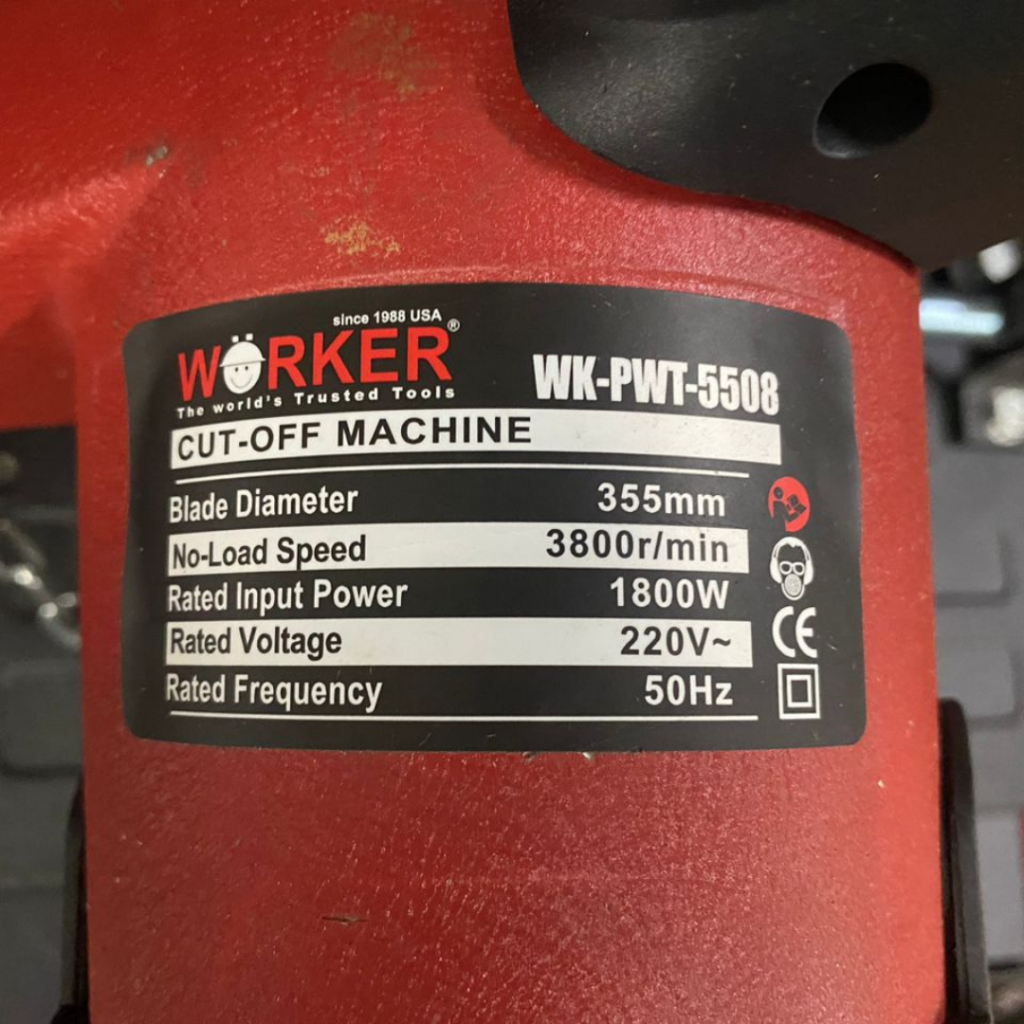 since 1988 USA
WÖRKER®
The world's Trusted Tools
WK-PWT-5508
CUT-OFF MACHINE
Blade Diameter 355mm
No-Load Speed 3800r/min
Rated Input Power 1800W
Rated Voltage 220V~
Rated Frequency 50Hz
CE